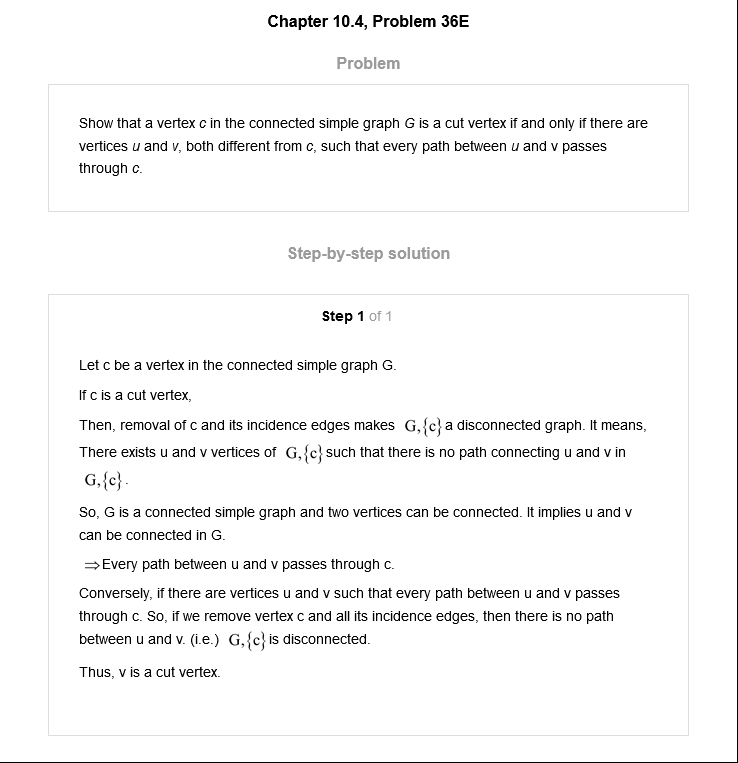 Chapter 10.4, Problem 36E
Problem
Show that a vertex c in the connected simple graph G is a cut vertex if and only if there are
vertices u and v, both different from c, such that every path between u and v passes
through c.
Step-by-step solution
Step 1 of 1
Let c be a vertex in the connected simple graph G.
If c is a cut vertex,
Then, removal of c and its incidence edges makes G,{c} a disconnected graph. It means,
There exists u and v vertices of G,{c} such that there is no path connecting u and v in
G,{c}.
So, G is a connected simple graph and two vertices can be connected. It implies u and v
can be connected in G.
⇒Every path between u and v passes through c.
Conversely, if there are vertices u and v such that every path between u and v passes
through c. So, if we remove vertex c and all its incidence edges, then there is no path
between u and v. (i.e.) G,{c} is disconnected.
Thus, v is a cut vertex.